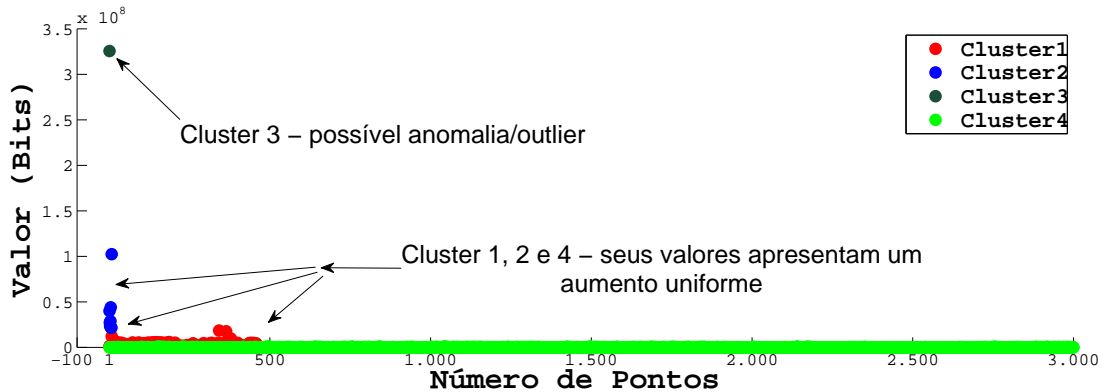 x 10^8
3.5
3
2.5
2
1.5
1
0.5
0
Valor (Bits)
Cluster1
Cluster2
Cluster3
Cluster4
Cluster 3 – possível anomalia/outlier
Cluster 1, 2 e 4 – seus valores apresentam um
aumento uniforme
-100 1 500 1.000 1.500 2.000 2.500 3.000
Número de Pontos